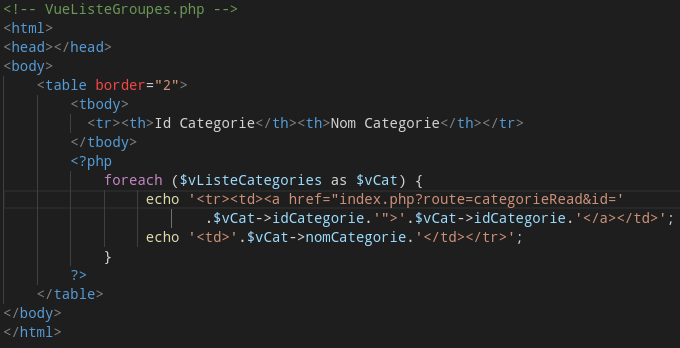 <!-- VueListeGroupes.php -->
<html>
<head></head>
<body>
    <table border="2">
        <tbody>
          <tr><th>Id Categorie</th><th>Nom Categorie</th></tr>
        </tbody>
        <?php
            foreach ($vListeCategories as $vCat) {
                 echo '<tr><td><a href="index.php?route=categorieRead&id='
                        .$vCat->idCategorie.'">'.$vCat->idCategorie.'</a></td>';
                 echo '<td>'.$vCat->nomCategorie.'</td></tr>';
            }
        ?>
    </table>
</body>
</html>